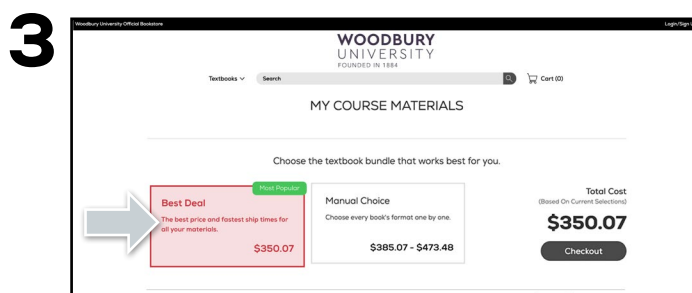 3
Woodbury University Official Bookstore
Login/Sign
WOODBURY
UNIVERSITY
FOUNDED IN 1884
Textbooks
Search
Cart (0)
MY COURSE MATERIALS
Choose the textbook bundle that works best for you.
Most Popular
Best Deal
The best price and fastest ship times for
all your materials.
$350.07
Manual Choice
Choose every book's format one by one.
$385.07 - $473.48
Total Cost
(Based On Current Selections)
$350.07
Checkout